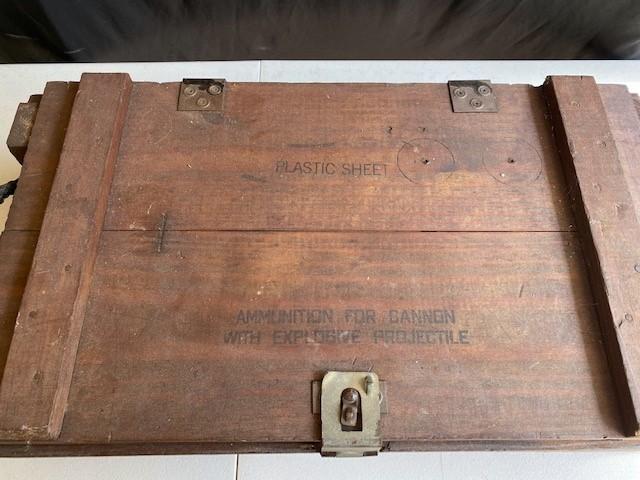 PLASTIC SHEET
AMMUNITION FOR CANNON
WITH EXPLOSIVE PROJECTILE